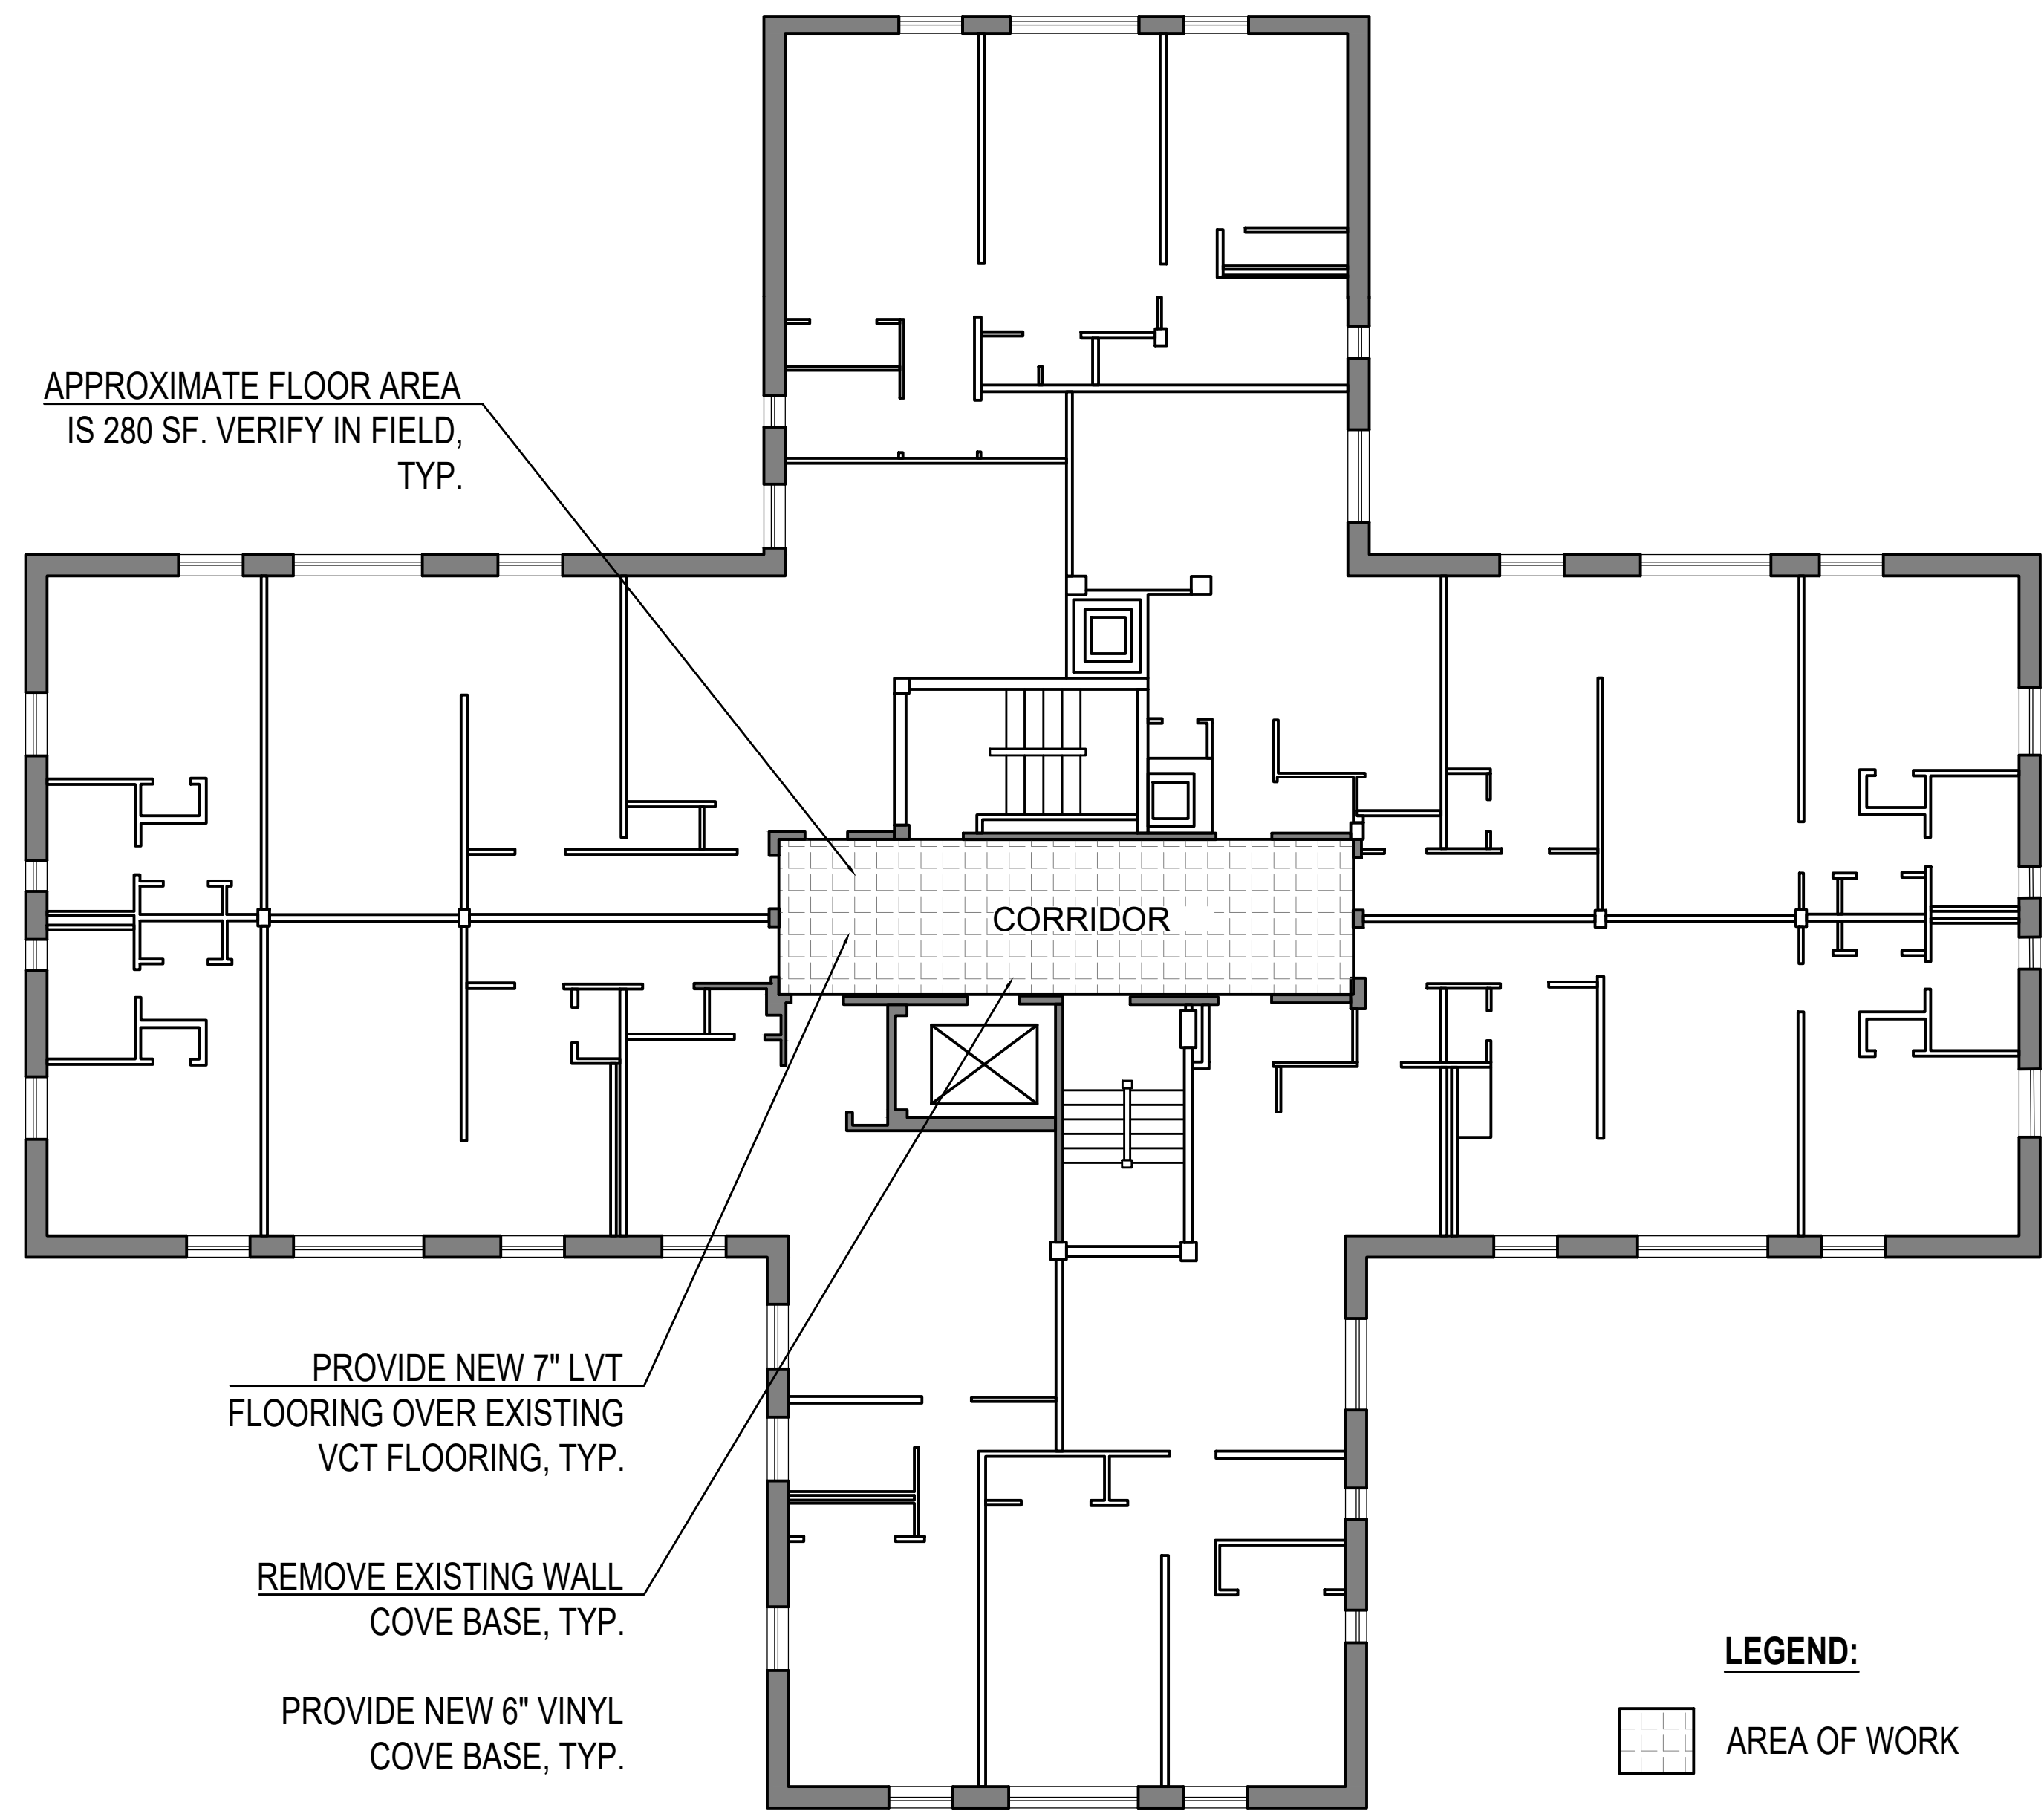 APPROXIMATE FLOOR AREA
IS 280 SF. VERIFY IN FIELD,
TYP.
CORRIDOR
PROVIDE NEW 7" LVT
FLOORING OVER EXISTING
VCT FLOORING, TYP.
REMOVE EXISTING WALL
COVE BASE, TYP.
PROVIDE NEW 6" VINYL
COVE BASE, TYP.
LEGEND:
AREA OF WORK